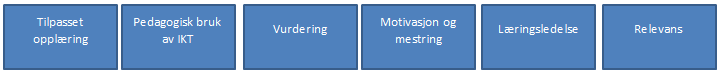 Tilpasset
opplæring
Pedagogisk bruk
av IKT
Vurdering
Motivasjon og
mestring
Læringsledelse
Relevans